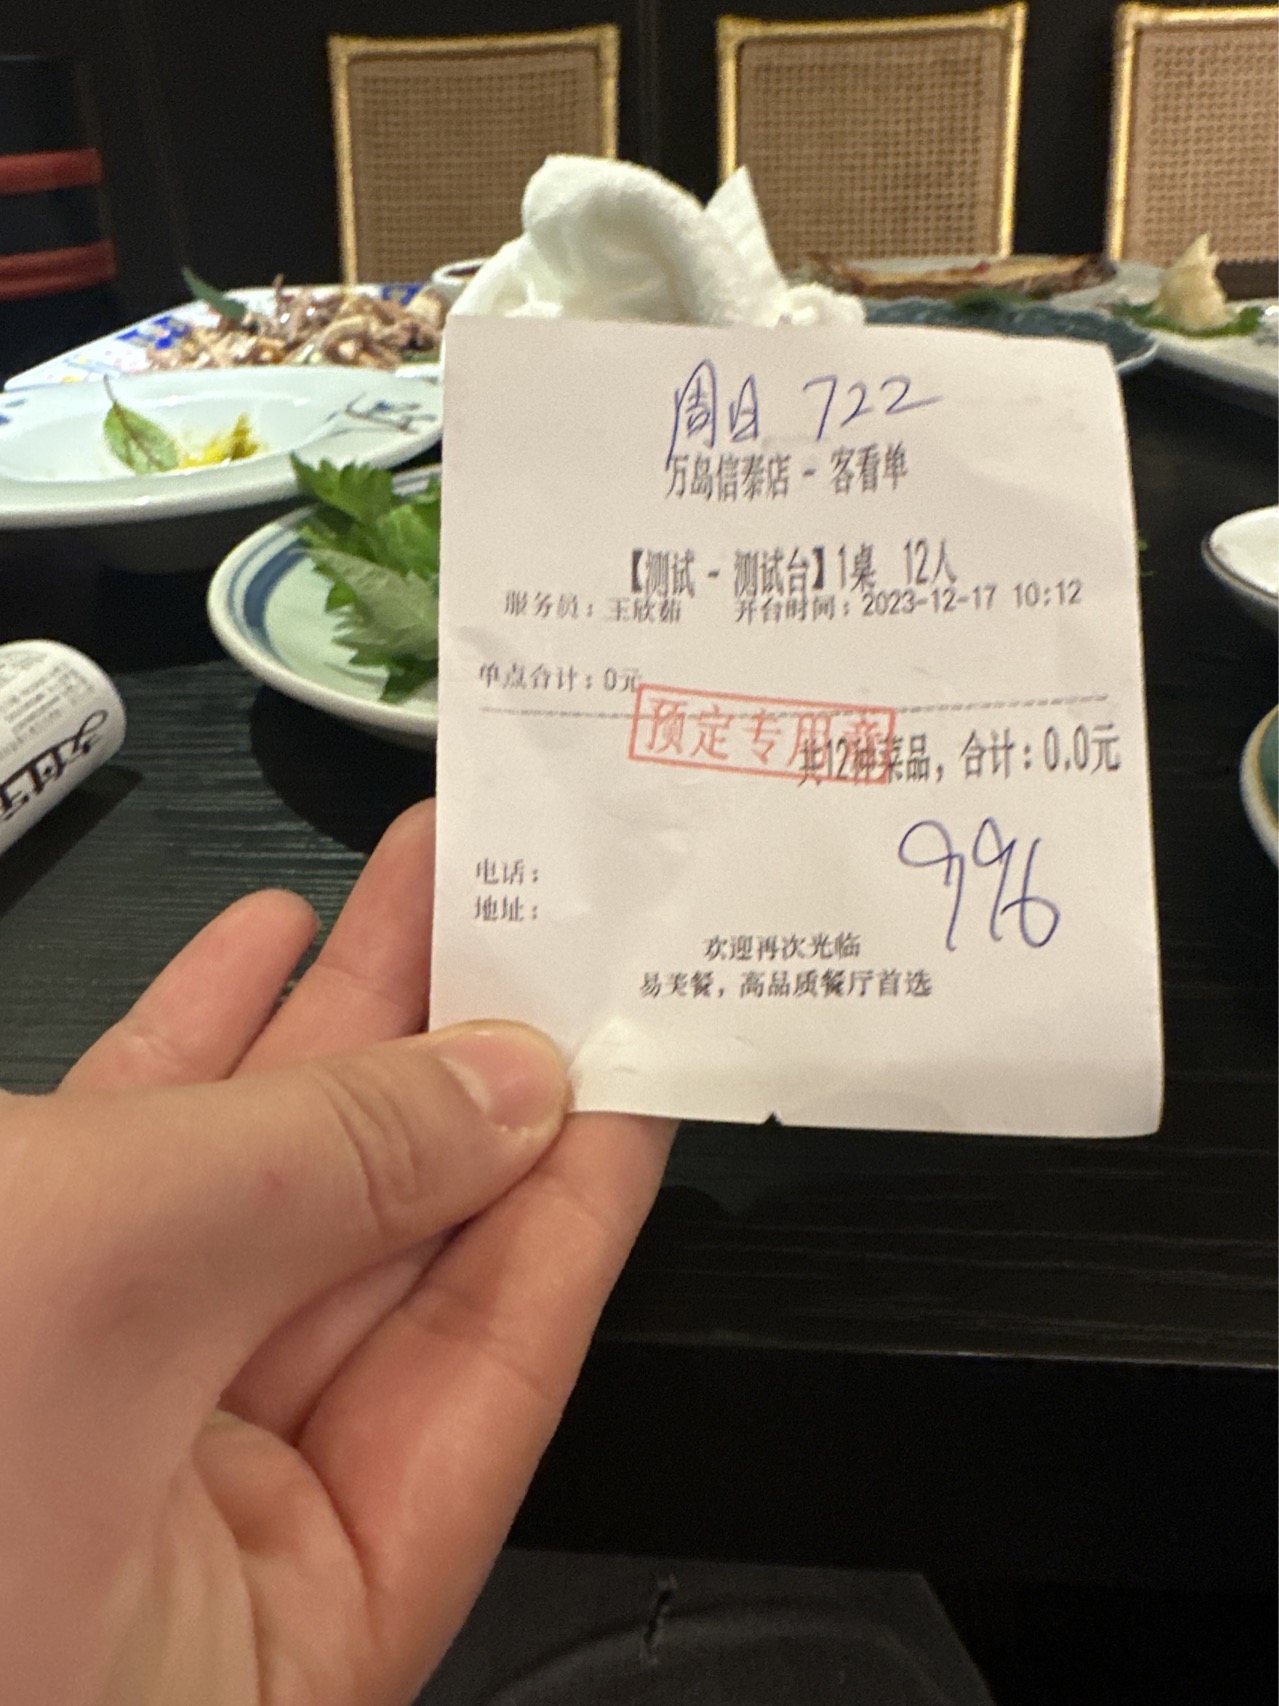 周日 722
万岛信泰店 - 客看单
【测试 - 测试台】1桌 12人
服务员：王欣茹 开台时间：2023-12-17 10:12
单点合计：0元
预定专用章
共12种菜品，合计：0.0元
996
电话：
地址：
欢迎再次光临
易美餐，高品质餐厅首选